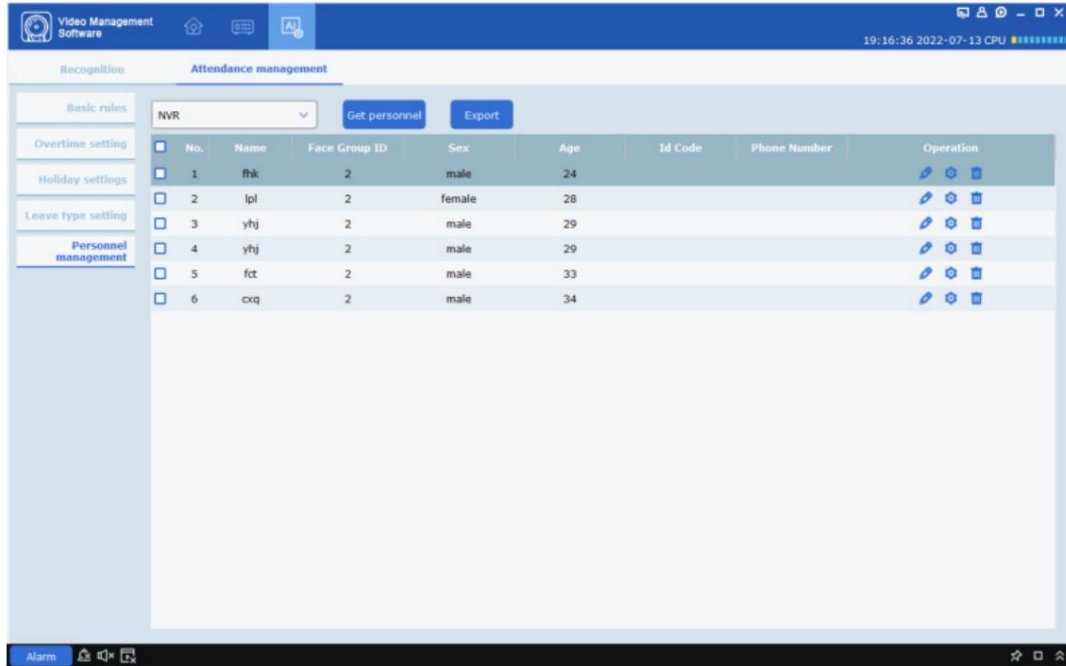 Video Management
Software
VMS
AI
19:16:36 2022-07-13 CPU
Recognition Attendance management
Basic rules
Overtime setting
Holiday settings
Leave type setting
Personnel
management
NVR Get personnel Export
No. Name Face Group ID Sex Age Id Code Phone Number Operation
1 fhk 2 male 24
2 lpl 2 female 28
3 yhj 2 male 29
4 yhj 2 male 29
5 fct 2 male 33
6 cxq 2 male 34
Alarm